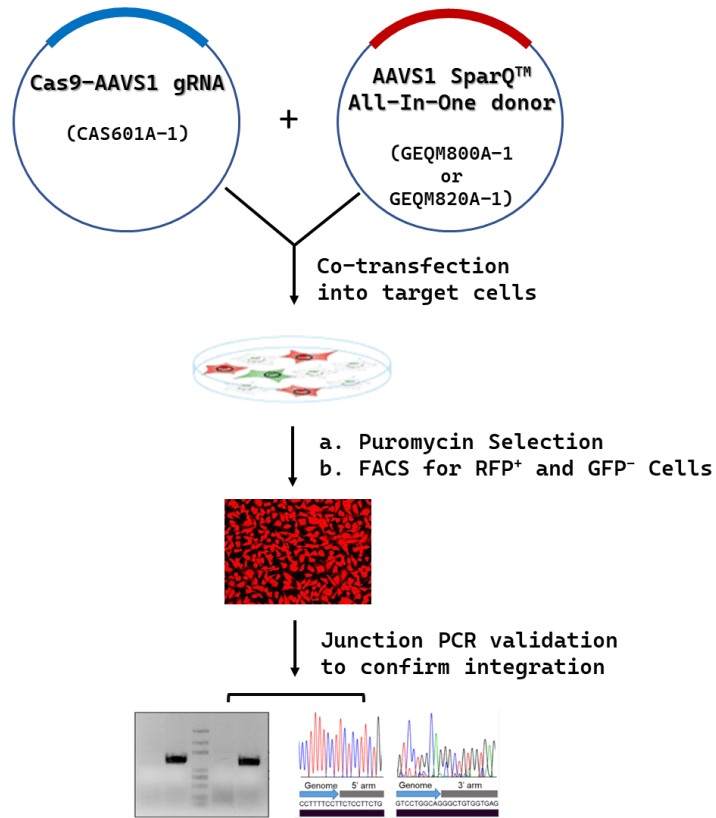 Cas9-AAVS1 gRNA
(CAS601A-1)
+
AAVS1 SparQ™
All-In-One donor
(GEQM800A-1
or
GEQM820A-1)
Co-transfection
into target cells
a. Puromycin Selection
b. FACS for RFP⁺ and GFP⁻ Cells
Junction PCR validation
to confirm integration
Genome 5' arm
CCTTTTCCTTCTCCTTCTG
Genome 3' arm
GTCCTGGCAGGGCTGTGGTGAG